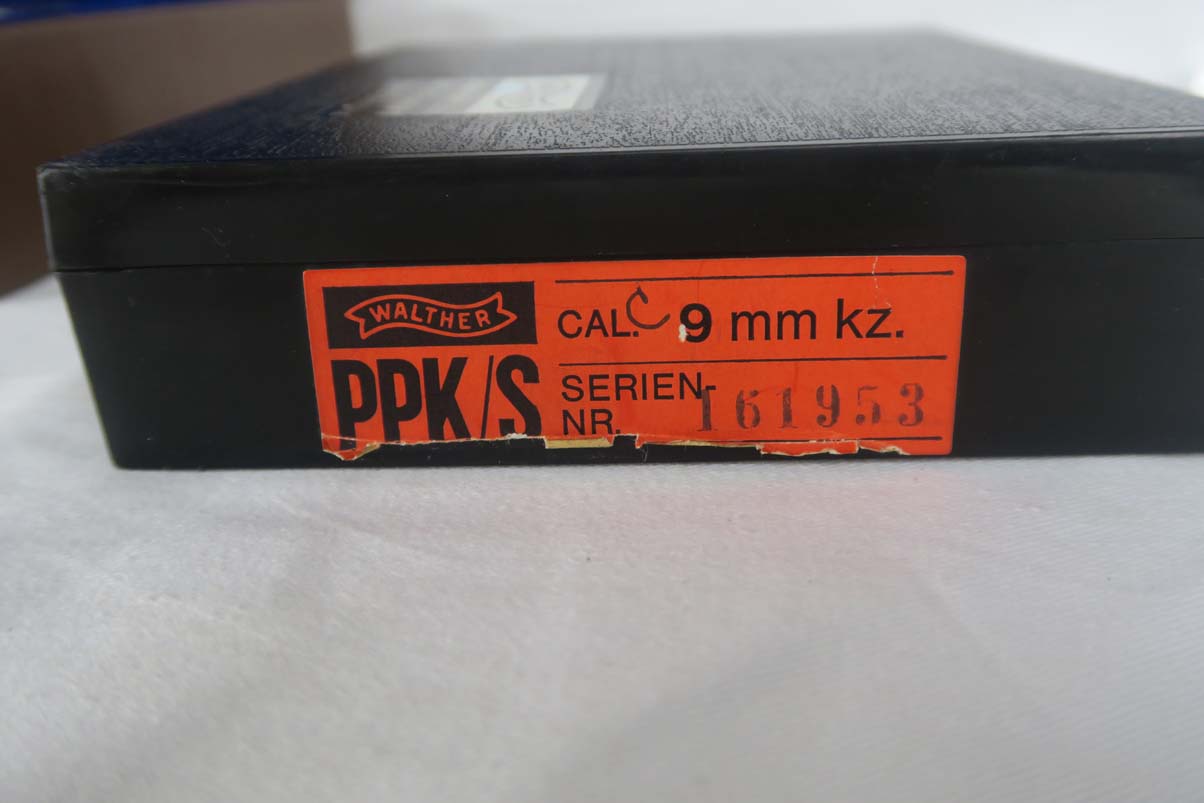 WALTHER
PPK/S
CAL. C 9 mm kz.
SERIEN-
NR. 161953